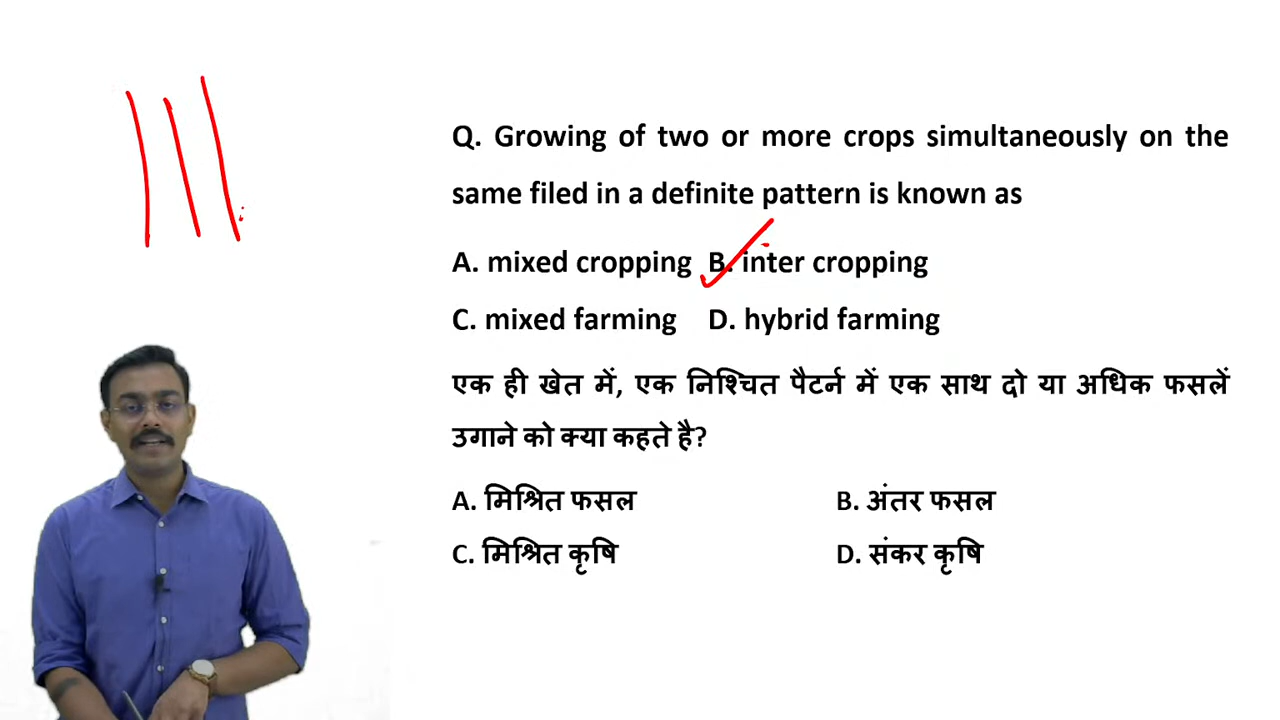 Q. Growing of two or more crops simultaneously on the
same filed in a definite pattern is known as
A. mixed cropping B. inter cropping
C. mixed farming D. hybrid farming
एक ही खेत में, एक निश्चित पैटर्न में एक साथ दो या अधिक फसलें
उगाने को क्या कहते है?
A. मिश्रित फसल B. अंतर फसल
C. मिश्रित कृषि D. संकर कृषि